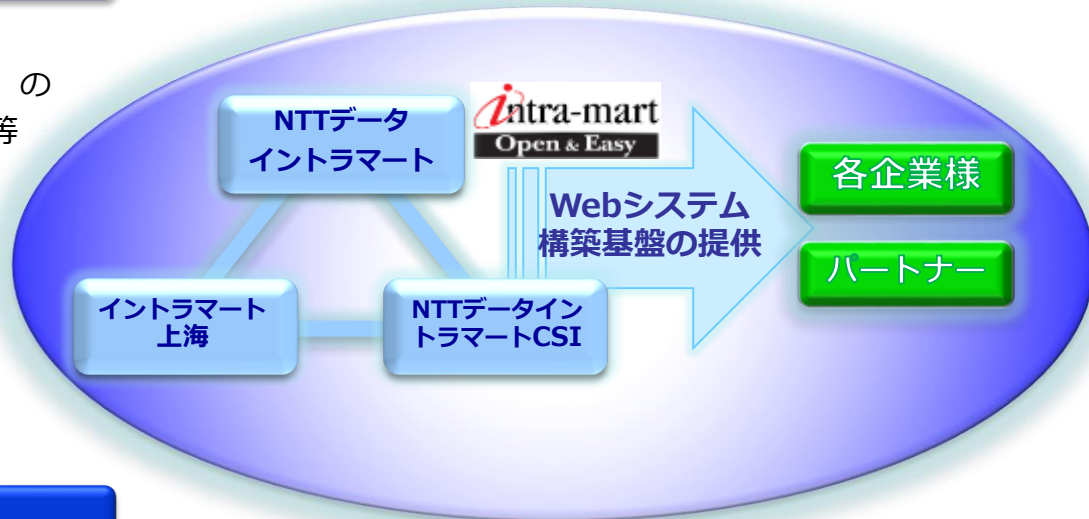 の
等
NTTデータ
イントラマート
intra-mart
Open & Easy
Webシステム
構築基盤の提供
各企業様
パートナー
イントラマート
上海
NTTデータイン
トラマートCSI